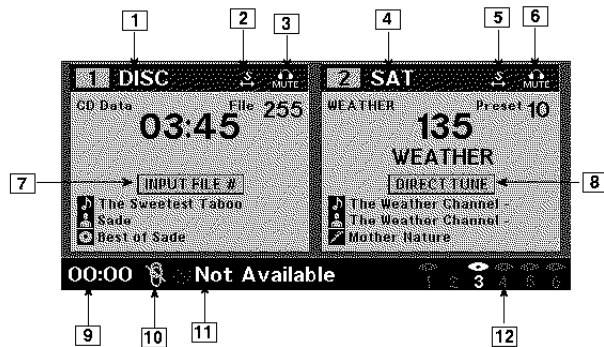 1 2 3 4 5 6
1 DISC S MUTE
2 SAT S MUTE
CD Data File 255
03:45
WEATHER Preset 10
135
WEATHER
7 INPUT FILE #
DIRECT TUNE 8
The Sweetest Taboo
Sade
Best of Sade
The Weather Channel -
The Weather Channel -
Mother Nature
00:00 Not Available 1 2 3 4 5 6
9 10 11 12